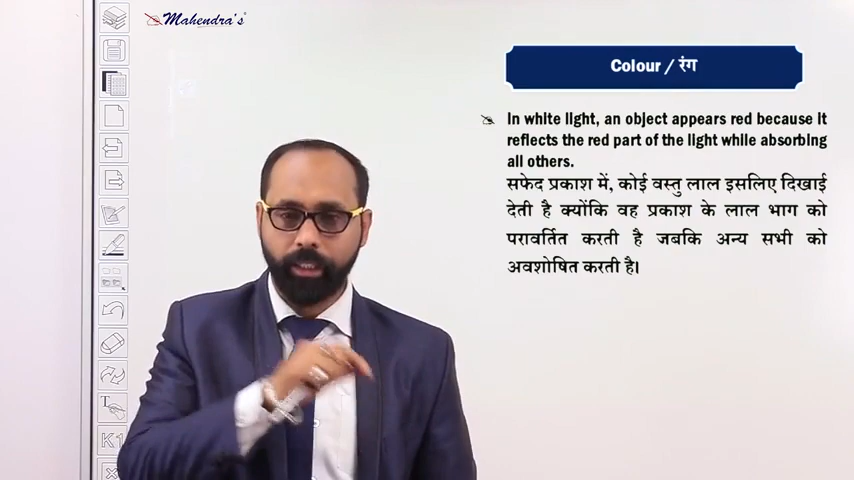 Mahendra's
Colour / रंग
In white light, an object appears red because it
reflects the red part of the light while absorbing
all others.
सफेद प्रकाश में, कोई वस्तु लाल इसलिए दिखाई
देती है क्योंकि वह प्रकाश के लाल भाग को
परावर्तित करती है जबकि अन्य सभी को
अवशोषित करती है।
T
K1